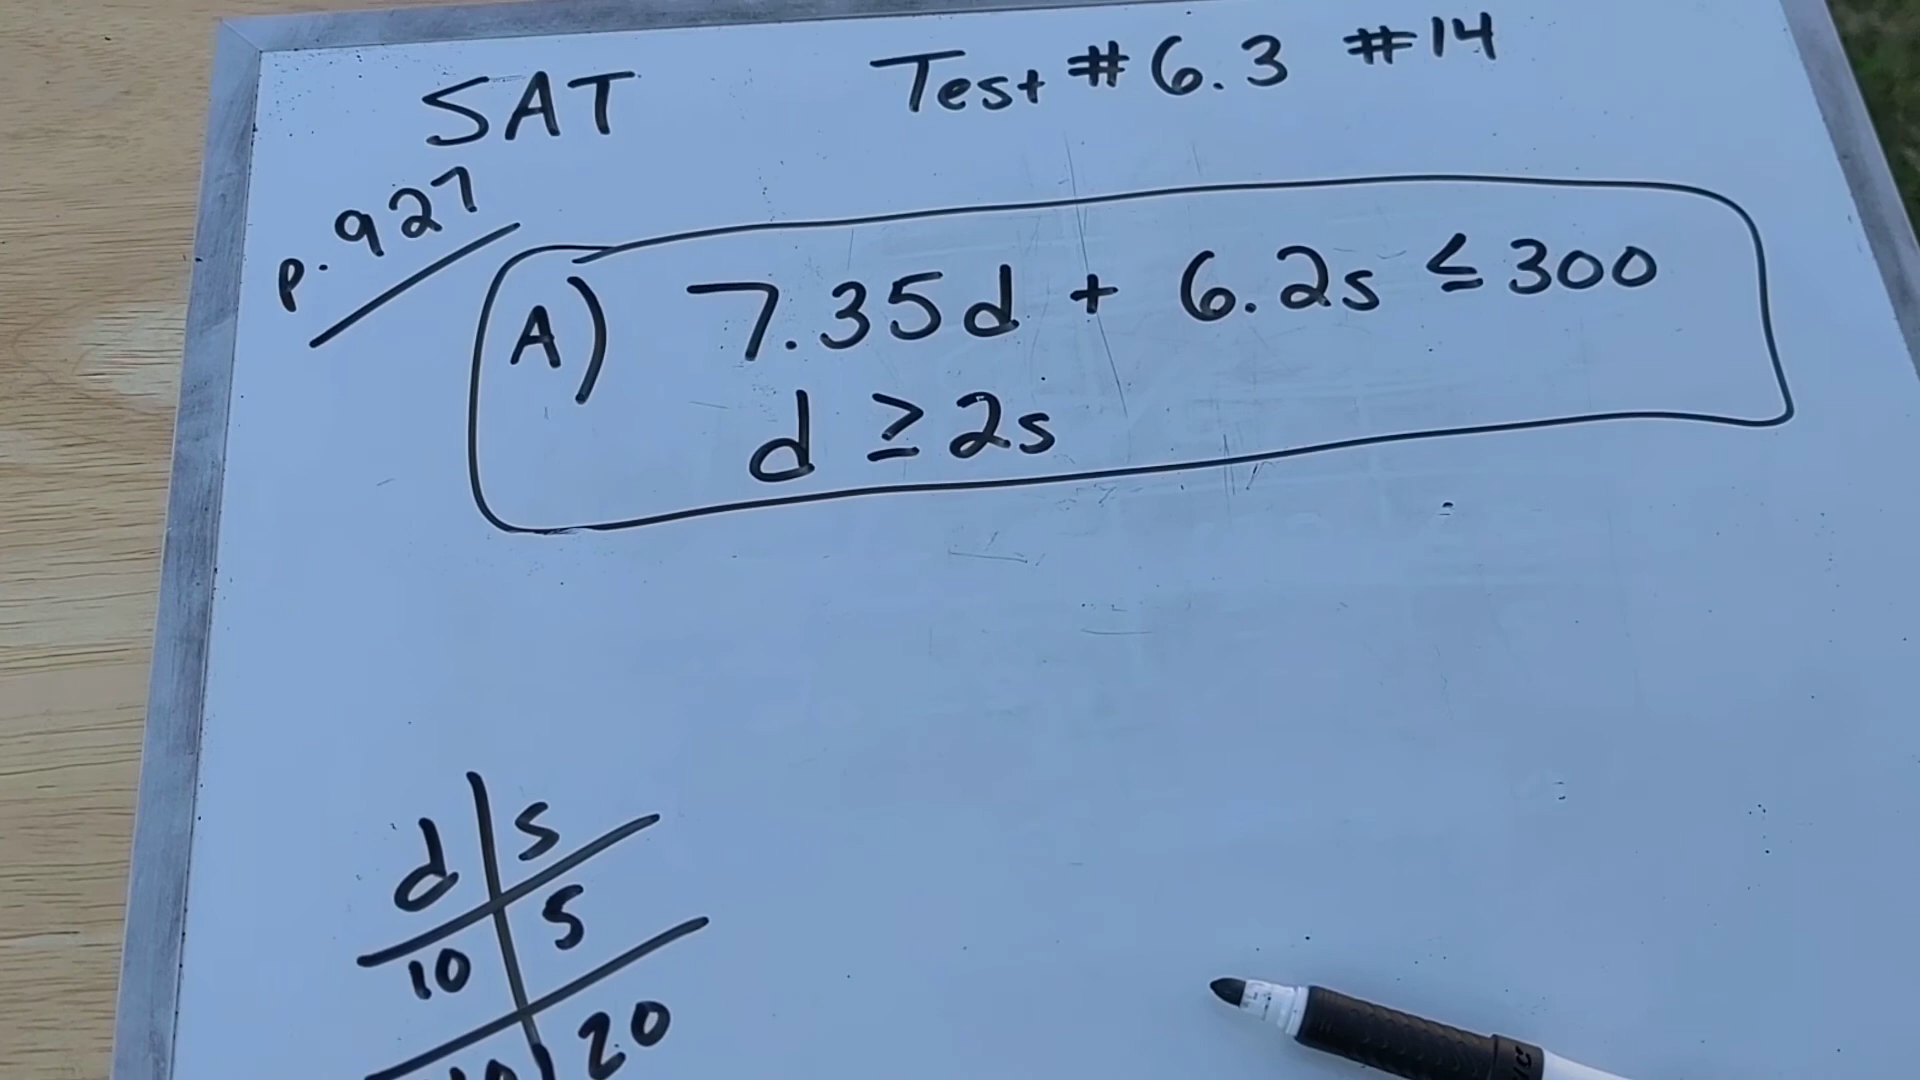 SAT Test #6.3 #14
p. 927
A) 7.35d + 6.2s ≤ 300
d ≥ 2s
d s
10 5
20